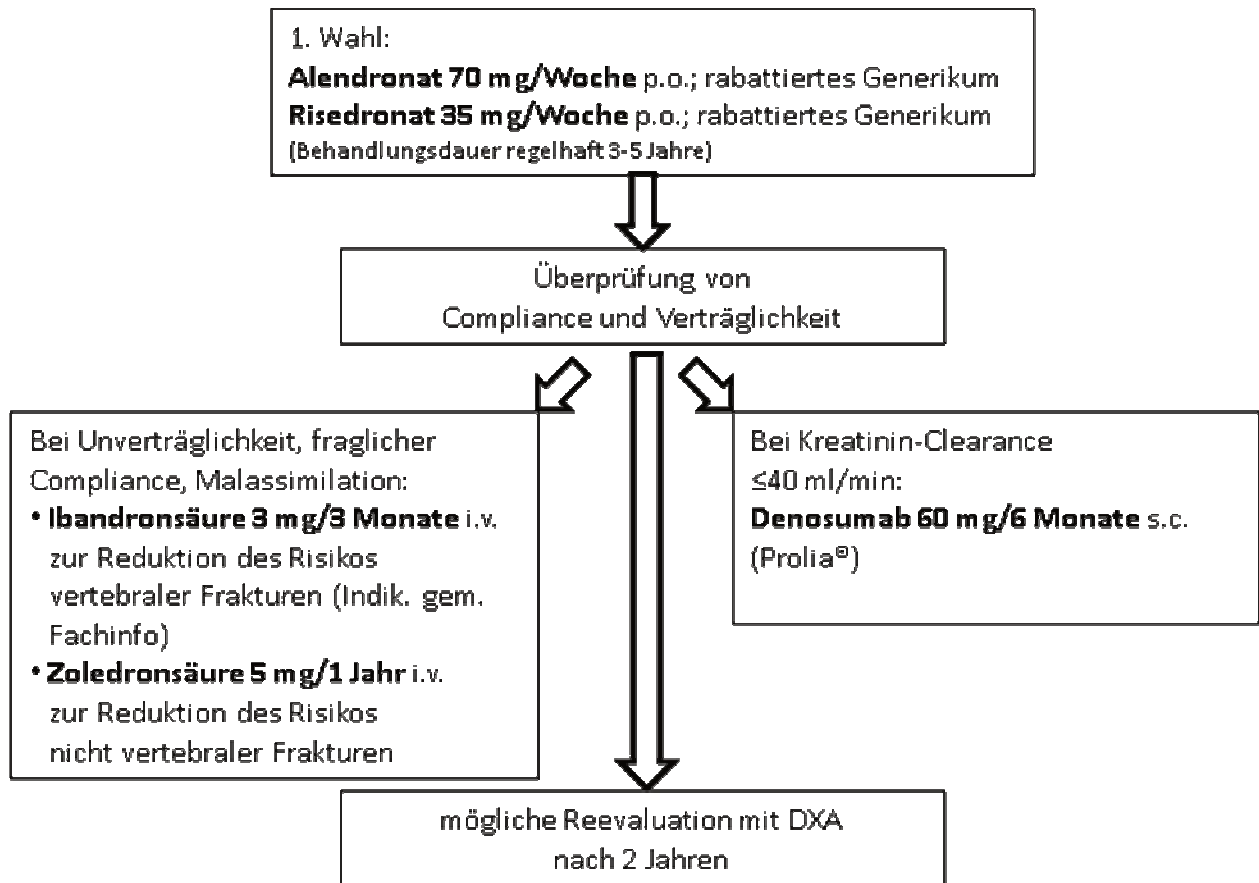 1. Wahl:
Alendronat 70 mg/Woche p.o.; rabattiertes Generikum
Risedronat 35 mg/Woche p.o.; rabattiertes Generikum
(Behandlungsdauer regelhaft 3-5 Jahre)
Überprüfung von
Compliance und Verträglichkeit
Bei Unverträglichkeit, fraglicher
Compliance, Malassimilation:
• Ibandronsäure 3 mg/3 Monate i.v.
zur Reduktion des Risikos
vertebraler Frakturen (Indik. gem.
Fachinfo)
• Zoledronsäure 5 mg/1 Jahr i.v.
zur Reduktion des Risikos
nicht vertebraler Frakturen
Bei Kreatinin-Clearance
≤40 ml/min:
Denosumab 60 mg/6 Monate s.c.
(Prolia®)
mögliche Reevaluation mit DXA
nach 2 Jahren